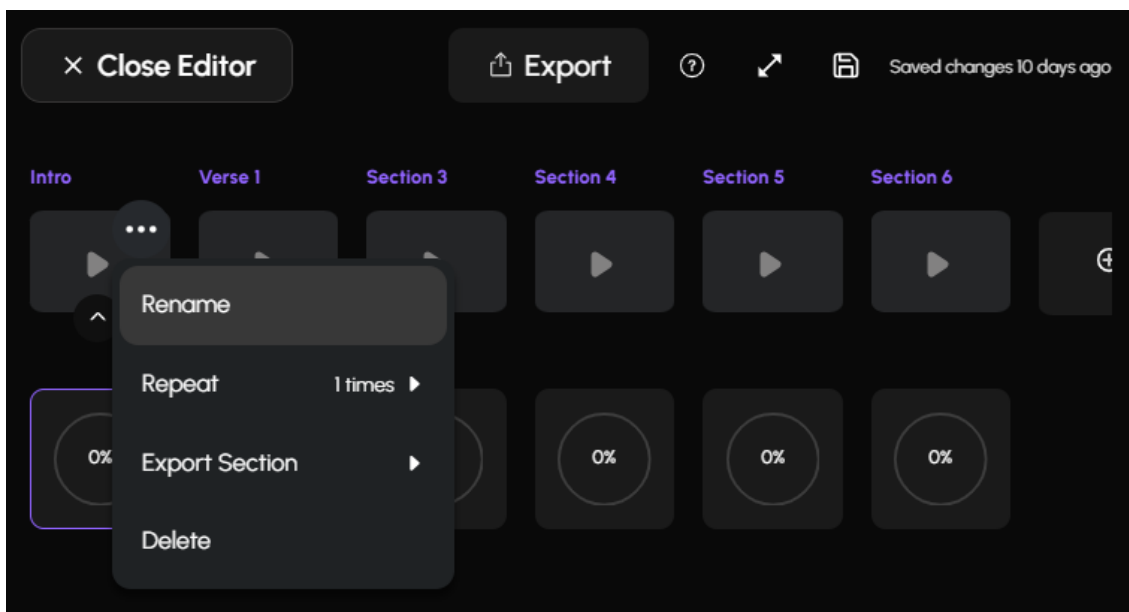 Close Editor
Export
Saved changes 10 days ago
Intro
Verse 1
Section 3
Section 4
Section 5
Section 6
Rename
Repeat 1 times
Export Section
Delete
0%
0%
0%
0%